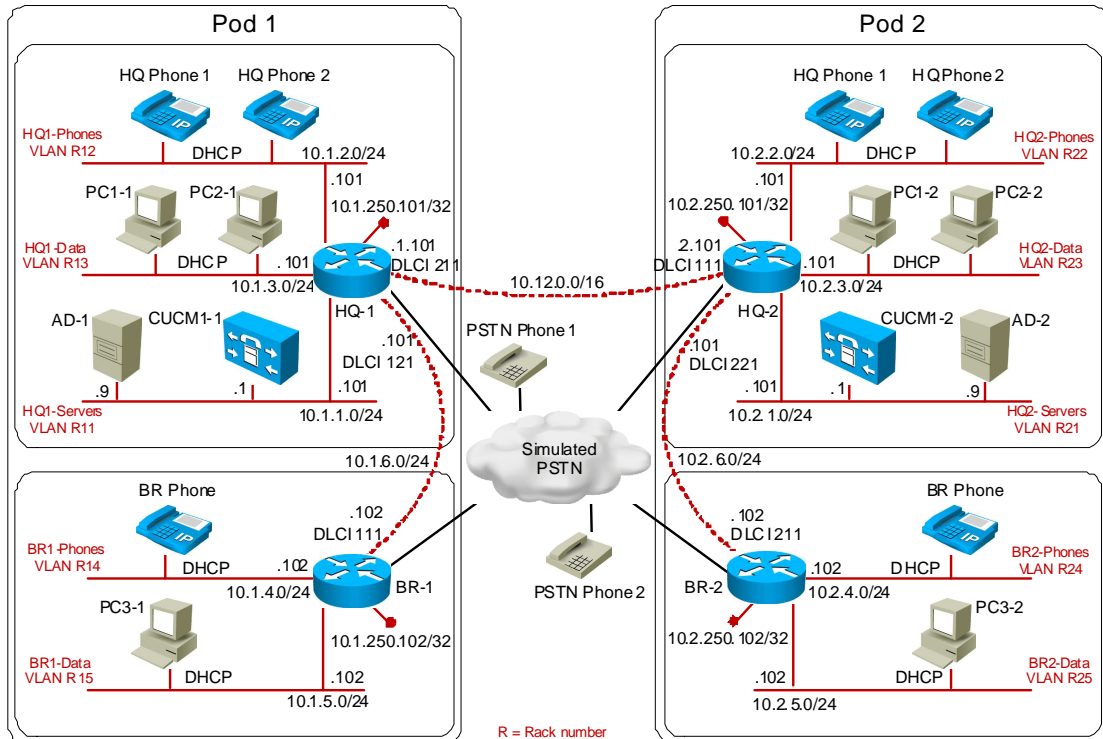 Pod 1
HQ Phone 1
HQ Phone 2
IP
IP
HQ1-Phones
VLAN R12
DHCP
10.1.2.0/24
.101
PC1-1
PC2-1
10.1.250.101/32
HQ1-Data
VLAN R13
DHCP
.101
10.1.3.0/24
.1.101
DLCI 211
HQ-1
AD-1
CUCM1-1
.101
DLCI 121
.9
.1
.101
HQ1-Servers
VLAN R11
10.1.1.0/24
10.1.6.0/24
BR Phone
IP
.102
DLCI 111
BR1-Phones
VLAN R14
DHCP
.102
10.1.4.0/24
BR-1
PC3-1
10.1.250.102/32
BR1-Data
VLAN R15
DHCP
.102
10.1.5.0/24
10.12.0.0/16
PSTN Phone 1
Simulated
PSTN
PSTN Phone 2
R = Rack number
Pod 2
HQ Phone 1
HQ Phone 2
IP
IP
10.2.2.0/24
DHCP
HQ2-Phones
VLAN R22
.101
PC1-2
PC2-2
10.2.250.101/32
.2.101
DLCI 111
.101
10.2.3.0/24
DHCP
HQ2-Data
VLAN R23
HQ-2
CUCM1-2
AD-2
.101
DLCI 221
.101
.1
.9
10.2.1.0/24
HQ2-Servers
VLAN R21
10.2.6.0/24
BR Phone
IP
.102
DLCI 211
.102
DHCP
BR2-Phones
VLAN R24
BR-2
10.2.4.0/24
PC3-2
10.2.250.102/32
.102
DHCP
BR2-Data
VLAN R25
10.2.5.0/24